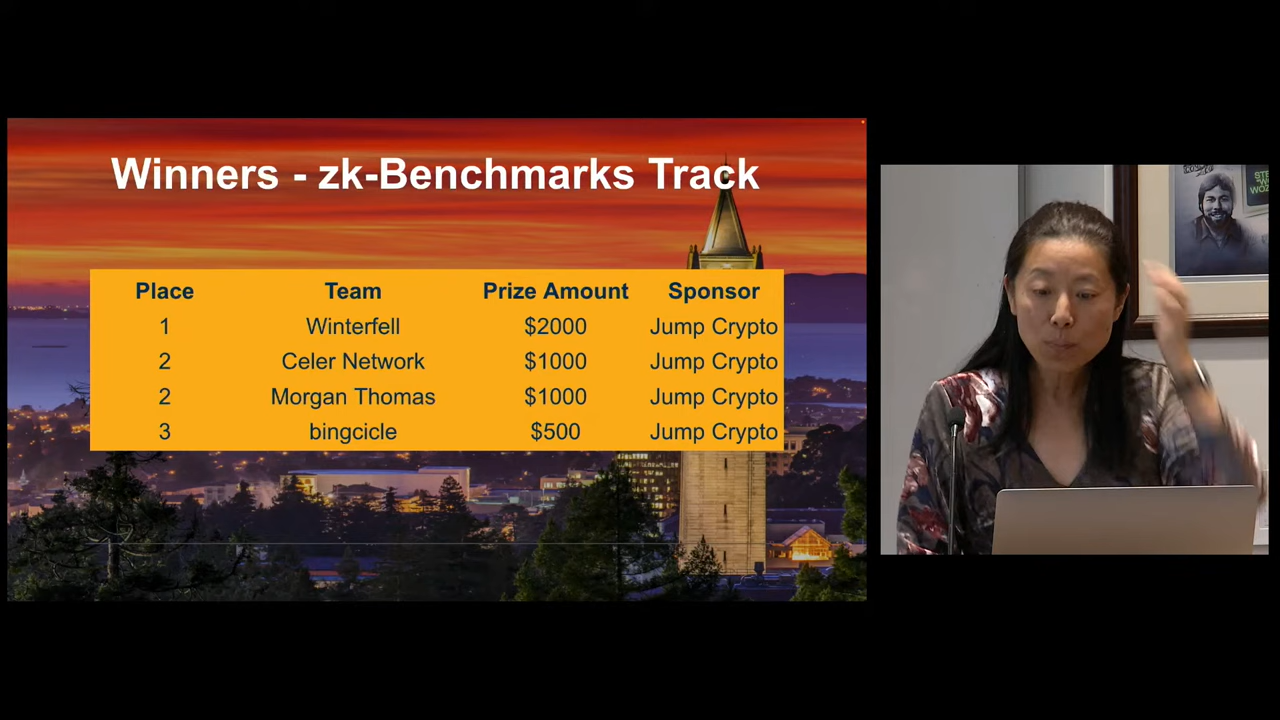 Winners - zk-Benchmarks Track
Place Team Prize Amount Sponsor
1 Winterfell $2000 Jump Crypto
2 Celer Network $1000 Jump Crypto
2 Morgan Thomas $1000 Jump Crypto
3 bingcicle $500 Jump Crypto